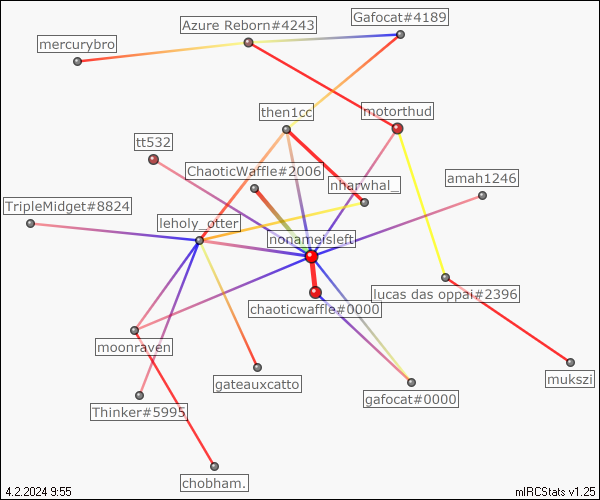 Gafocat#4189
Azure Reborn#4243
mercurybro
then1cc
motorthud
tt532
ChaoticWaffle#2006
nharwhal_
amah1246
TripleMidget#8824
leholy_otter
nonameisleft
lucas das oppai#2396
chaoticwaffle#0000
moonraven
mukszi
gateauxcatto
gafocat#0000
Thinker#5995
chobham.
4.2.2024 9:55
mIRCStats v1.25